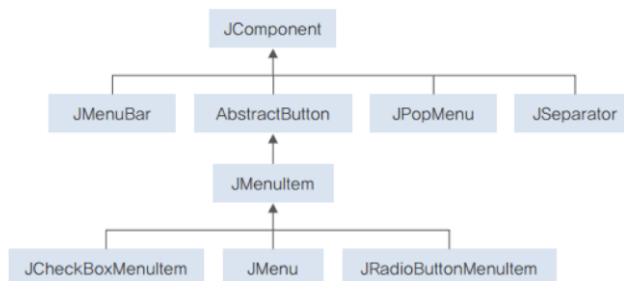 JComponent
JMenuBar AbstractButton JPopMenu JSeparator
JMenuItem
JCheckBoxMenuItem JMenu JRadioButtonMenuItem